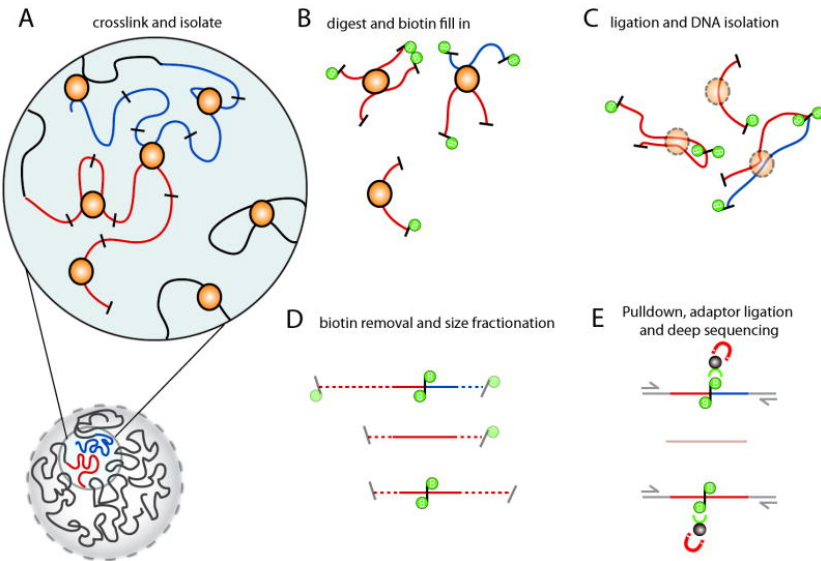 A
crosslink and isolate
B
digest and biotin fill in
C
ligation and DNA isolation
D
biotin removal and size fractionation
E
Pulldown, adaptor ligation
and deep sequencing